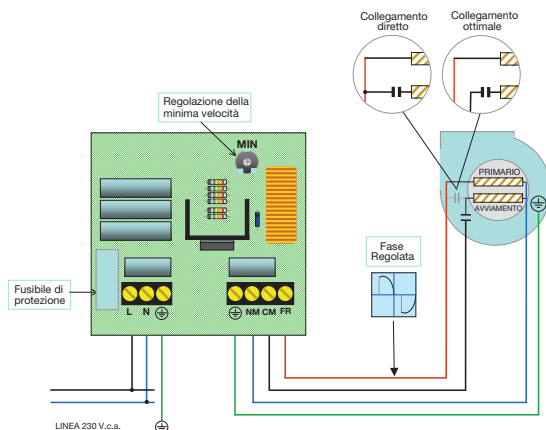 Collegamento
diretto
Collegamento
ottimale
Regolazione della
minima velocità
MIN
PRIMARIO
AVVIAMENTO
Fase
Regolata
Fusibile di
protezione
L N
NM CM FR
LINEA 230 V.c.a.